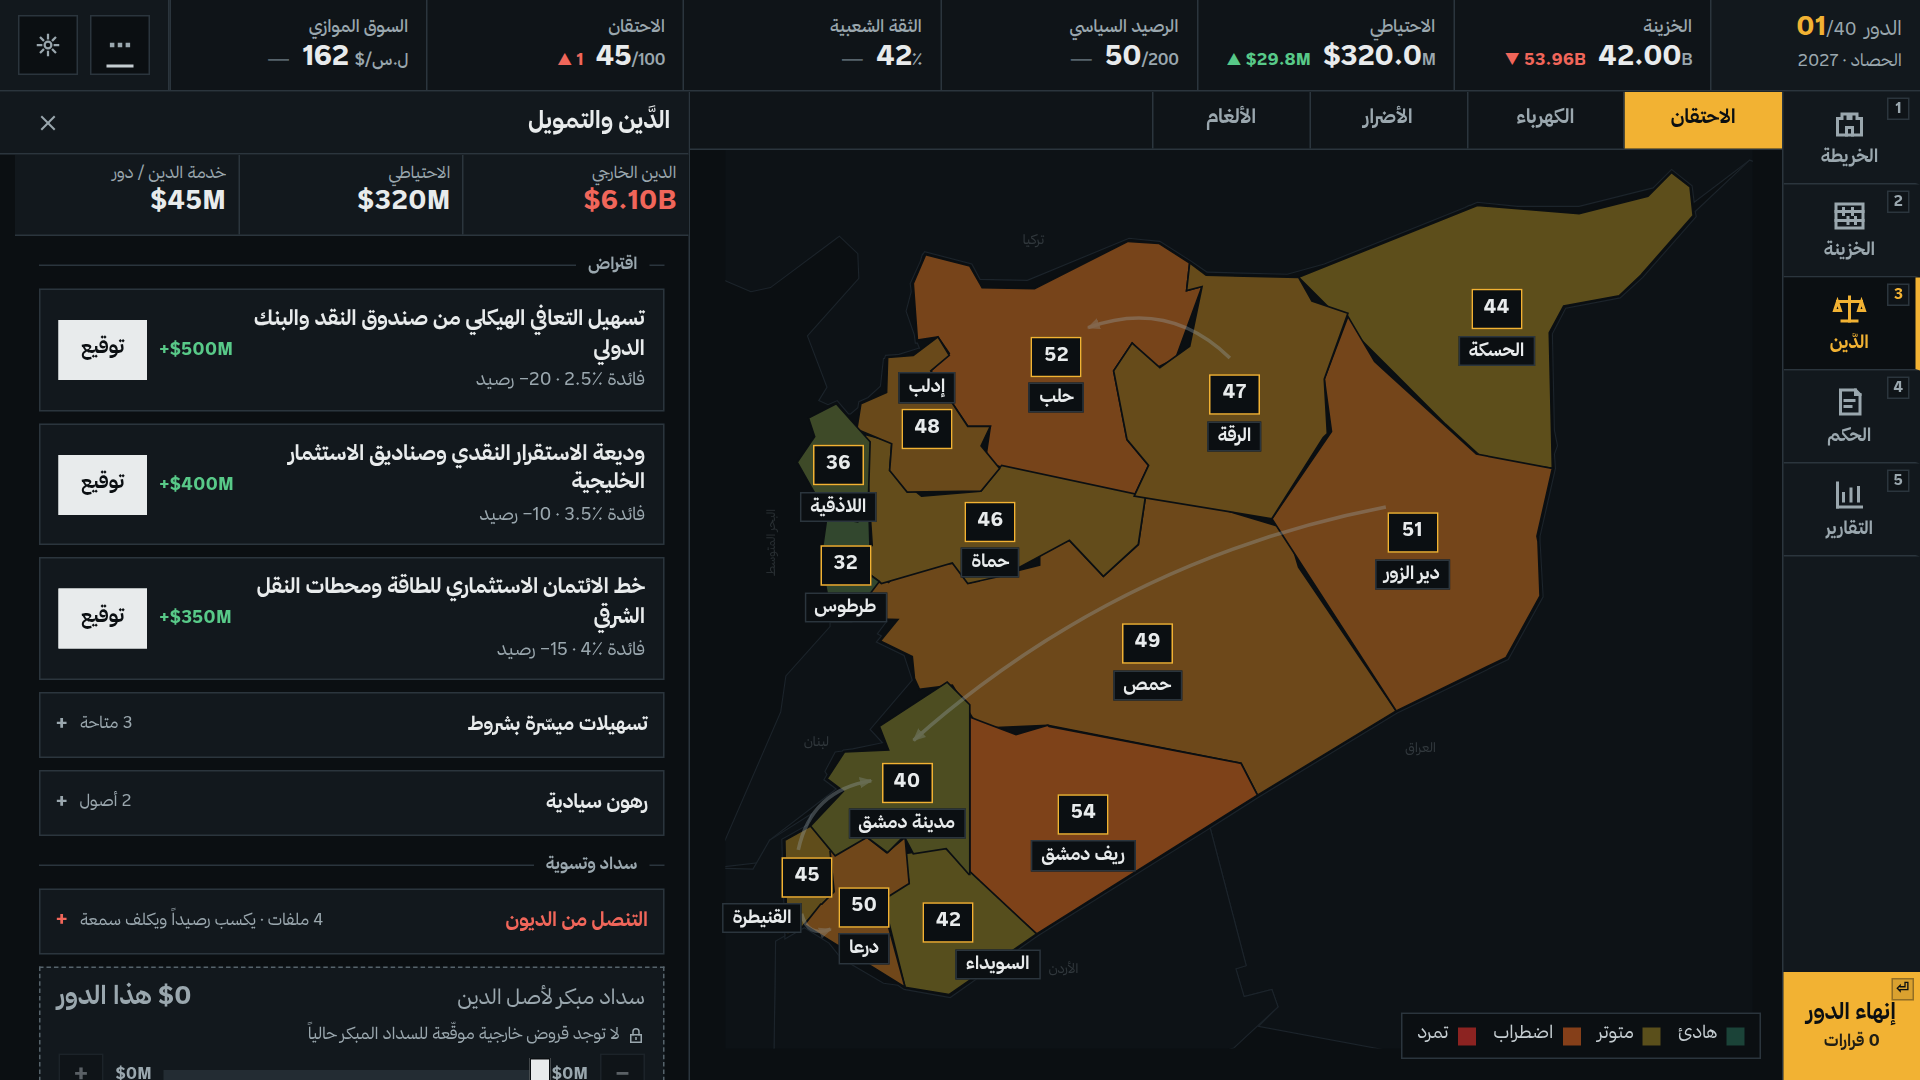 الدور 01/40
الحصاد · 2027
الخزينة
42.00B ▼ 53.96B
الاحتياطي
$320.0M ▲ $29.8M
الرصيد السياسي
50/200 —
الثقة الشعبية
42٪ —
الاحتقان
45/100 ▲ 1
السوق الموازي
162 ل.س/$ —
1
الخريطة
2
الخزينة
3
الدَّين
4
الحكم
5
التقارير
إنهاء الدور
0 قرارات
الاحتقان
الكهرباء
الأضرار
الألغام
تركيا
44
الحسكة
52
حلب
47
الرقة
إدلب
48
36
اللاذقية
46
حماة
51
دير الزور
32
طرطوس
البحر المتوسط
49
حمص
لبنان
العراق
40
مدينة دمشق
54
ريف دمشق
45
القنيطرة
50
درعا
42
السويداء
الأردن
هادئ
متوتر
اضطراب
تمرد
الدَّين والتمويل
×
الدين الخارجي
$6.10B
الاحتياطي
$320M
خدمة الدين / دور
$45M
اقتراض
تسهيل التعافي الهيكلي من صندوق النقد والبنك
الدولي
فائدة 2.5٪ · −20 رصيد
+$500M
توقيع
وديعة الاستقرار النقدي وصناديق الاستثمار
الخليجية
فائدة 3.5٪ · −10 رصيد
+$400M
توقيع
خط الائتمان الاستثماري للطاقة ومحطات النقل
الشرقي
فائدة 4٪ · −15 رصيد
+$350M
توقيع
تسهيلات ميسّرة بشروط
3 متاحة +
رهون سيادية
2 أصول +
سداد وتسوية
التنصل من الديون
4 ملفات · يكسب رصيداً ويكلف سمعة +
سداد مبكر لأصل الدين
$0 هذا الدور
لا توجد قروض خارجية موقّعة للسداد المبكر حالياً
− $0M $0M +